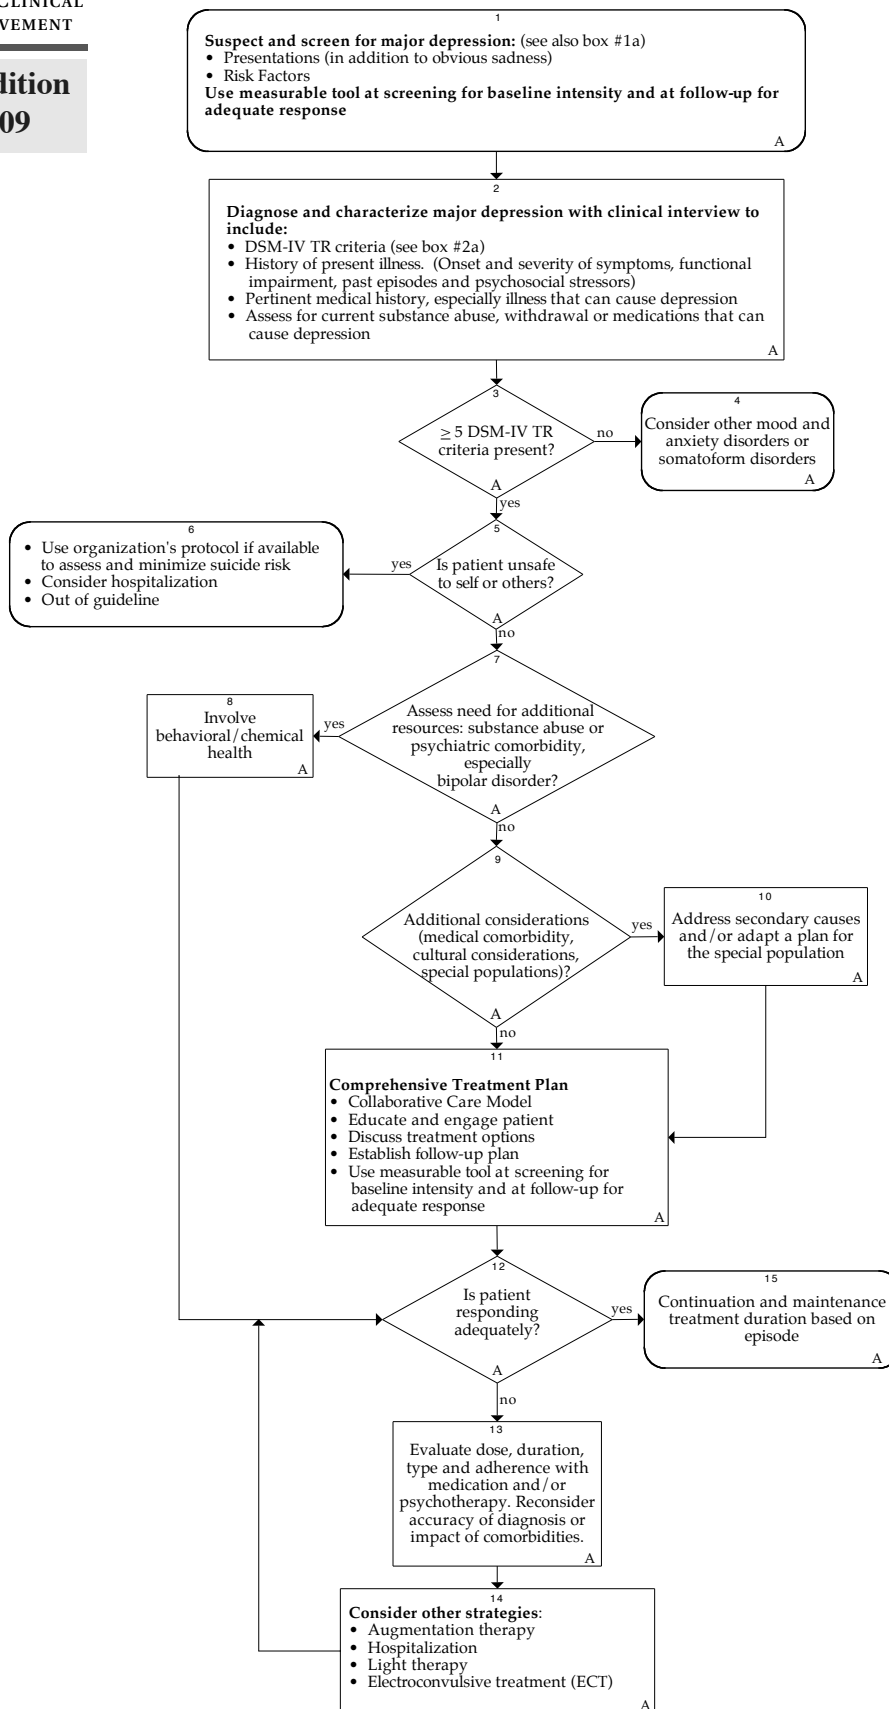 CLINICAL
VEMENT
dition
09
1
Suspect and screen for major depression: (see also box #1a)
• Presentations (in addition to obvious sadness)
• Risk Factors
Use measurable tool at screening for baseline intensity and at follow-up for
adequate response
A
2
Diagnose and characterize major depression with clinical interview to
include:
• DSM-IV TR criteria (see box #2a)
• History of present illness. (Onset and severity of symptoms, functional
impairment, past episodes and psychosocial stressors)
• Pertinent medical history, especially illness that can cause depression
• Assess for current substance abuse, withdrawal or medications that can
cause depression
A
3
≥ 5 DSM-IV TR
criteria present?
A
no
4
Consider other mood and
anxiety disorders or
somatoform disorders
A
yes
5
Is patient unsafe
to self or others?
A
yes
6
• Use organization's protocol if available
to assess and minimize suicide risk
• Consider hospitalization
• Out of guideline
no
7
Assess need for additional
resources: substance abuse or
psychiatric comorbidity,
especially
bipolar disorder?
A
yes
8
Involve
behavioral/chemical
health
A
no
9
Additional considerations
(medical comorbidity,
cultural considerations,
special populations)?
A
yes
10
Address secondary causes
and/or adapt a plan for
the special population
A
no
11
Comprehensive Treatment Plan
• Collaborative Care Model
• Educate and engage patient
• Discuss treatment options
• Establish follow-up plan
• Use measurable tool at screening for
baseline intensity and at follow-up for
adequate response
A
12
Is patient
responding
adequately?
A
yes
15
Continuation and maintenance
treatment duration based on
episode
A
no
13
Evaluate dose, duration,
type and adherence with
medication and/or
psychotherapy. Reconsider
accuracy of diagnosis or
impact of comorbidities.
A
14
Consider other strategies:
• Augmentation therapy
• Hospitalization
• Light therapy
• Electroconvulsive treatment (ECT)
A